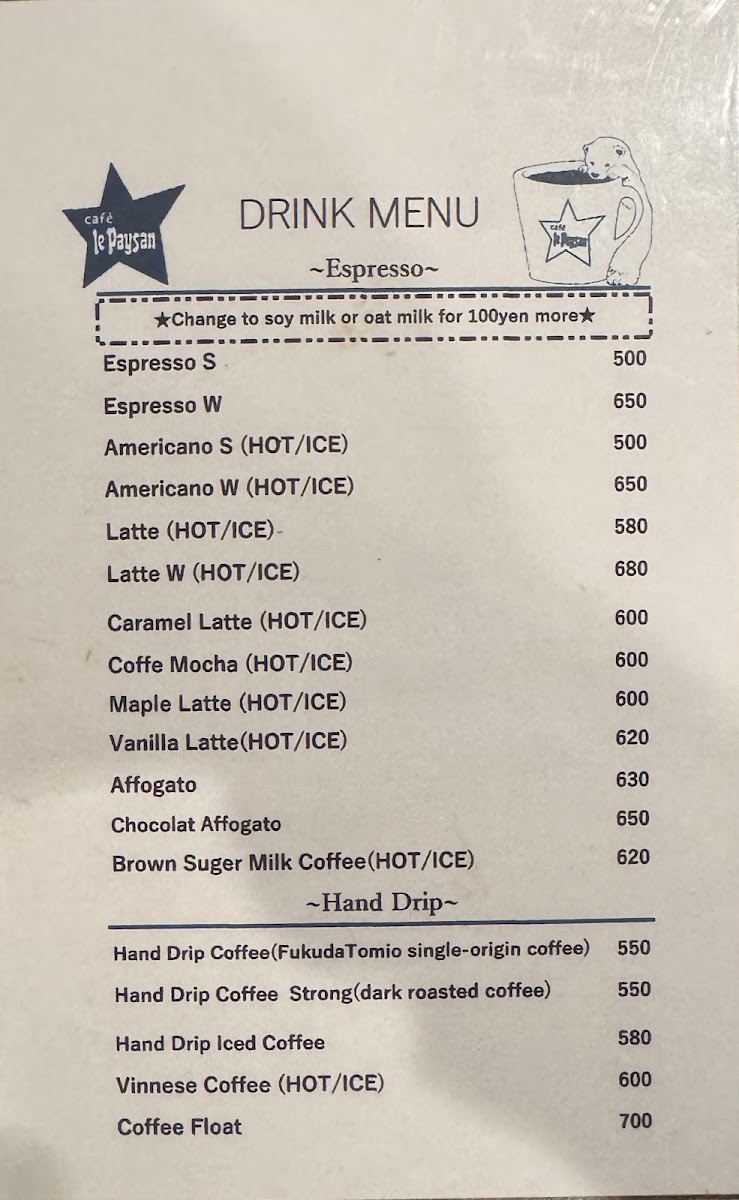 café
le Paysan
DRINK MENU
café
le Paysan
~Espresso~
★Change to soy milk or oat milk for 100yen more★
Espresso S 500
Espresso W 650
Americano S (HOT/ICE) 500
Americano W (HOT/ICE) 650
Latte (HOT/ICE) 580
Latte W (HOT/ICE) 680
Caramel Latte (HOT/ICE) 600
Coffe Mocha (HOT/ICE) 600
Maple Latte (HOT/ICE) 600
Vanilla Latte(HOT/ICE) 620
Affogato 630
Chocolat Affogato 650
Brown Suger Milk Coffee(HOT/ICE) 620
~Hand Drip~
Hand Drip Coffee(FukudaTomio single-origin coffee) 550
Hand Drip Coffee Strong(dark roasted coffee) 550
Hand Drip Iced Coffee 580
Vinnese Coffee (HOT/ICE) 600
Coffee Float 700